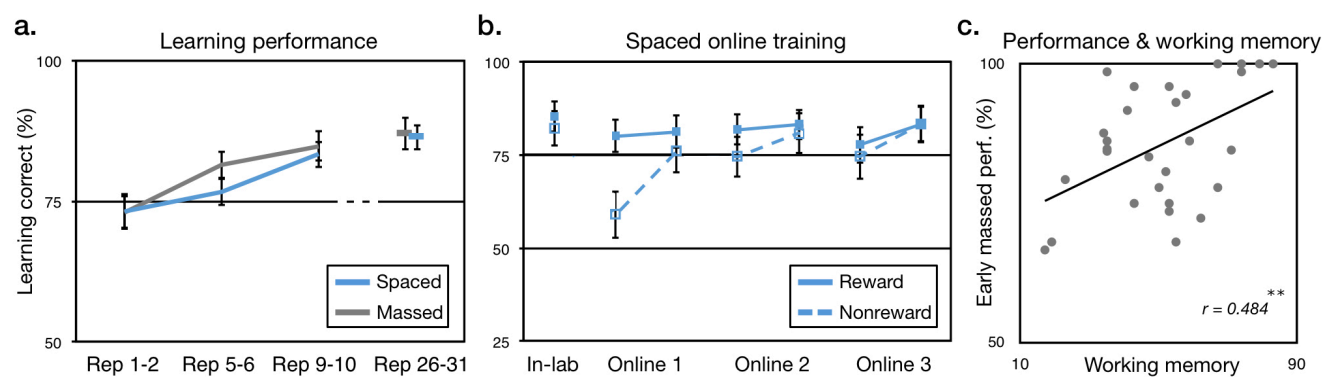 a.
Learning performance
Learning correct (%)
100
75
50
Spaced
Massed
Rep 1-2 Rep 5-6 Rep 9-10 Rep 26-31
b.
Spaced online training
100
75
50
25
Reward
Nonreward
In-lab Online 1 Online 2 Online 3
c.
Performance & working memory
Early massed perf. (%)
100
50
**
r = 0.484
10 Working memory 90